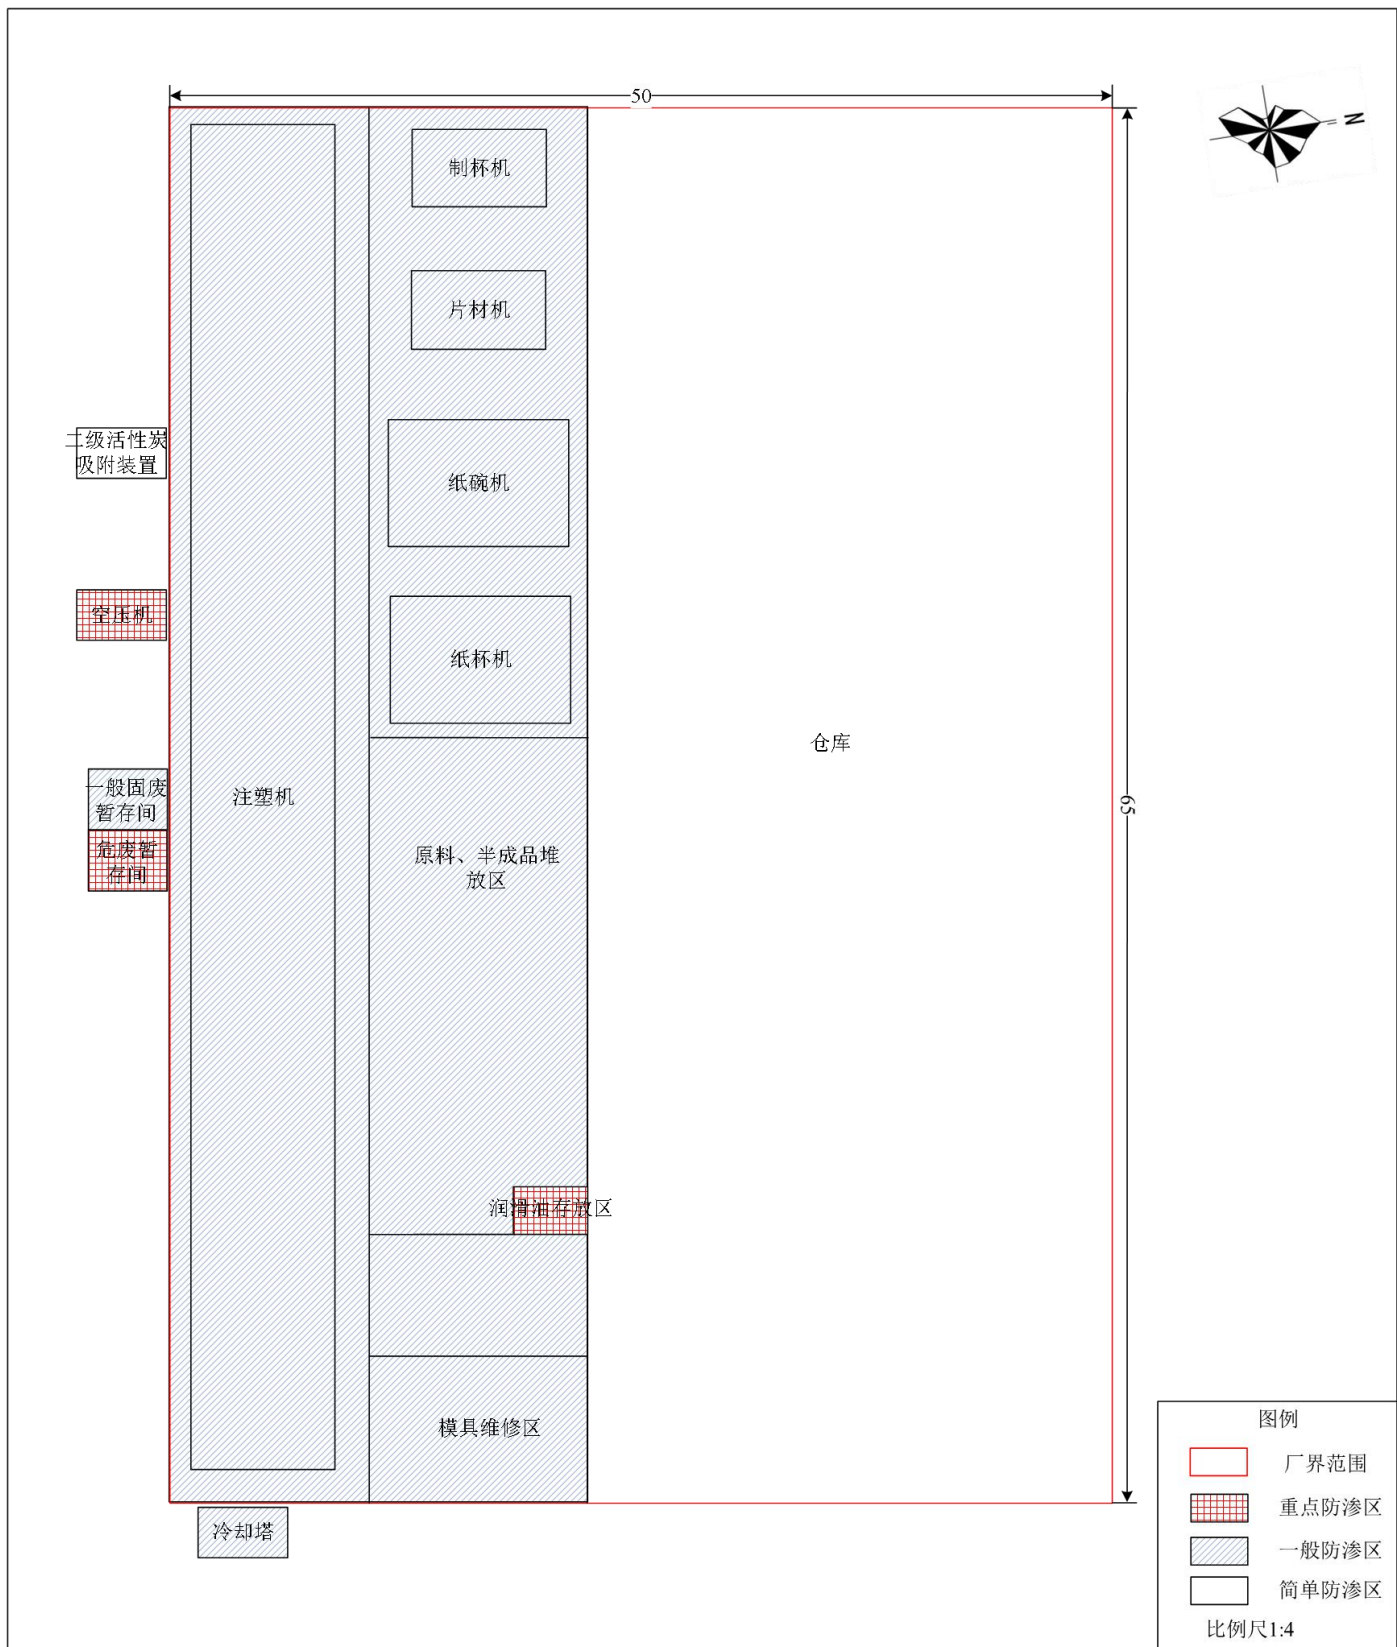 50
N
制杯机
片材机
二级活性炭
吸附装置
纸碗机
空压机
纸杯机
仓库
一般固废
暂存间
注塑机
65
危废暂
存间
原料、半成品堆
放区
润滑油存放区
模具维修区
冷却塔
图例
厂界范围
重点防渗区
一般防渗区
简单防渗区
比例尺1:4